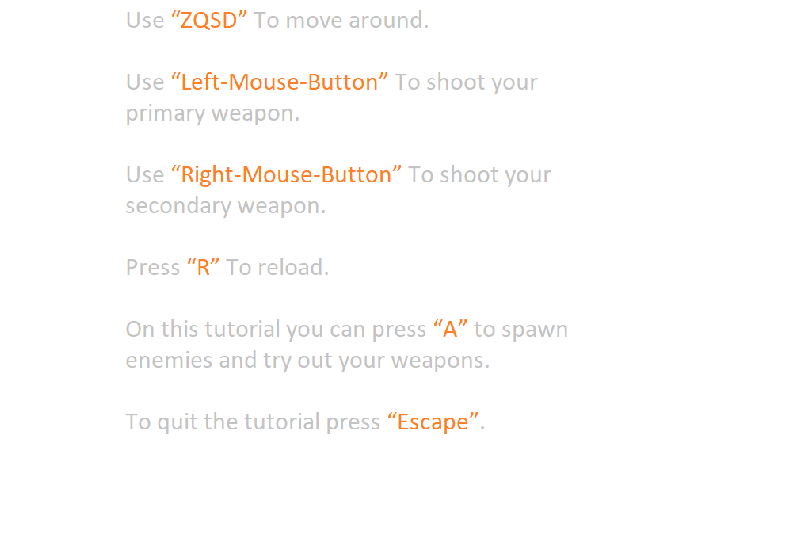 Use “ZQSD” To move around.
Use “Left-Mouse-Button” To shoot your
primary weapon.
Use “Right-Mouse-Button” To shoot your
secondary weapon.
Press “R” To reload.
On this tutorial you can press “A” to spawn
enemies and try out your weapons.
To quit the tutorial press “Escape”.